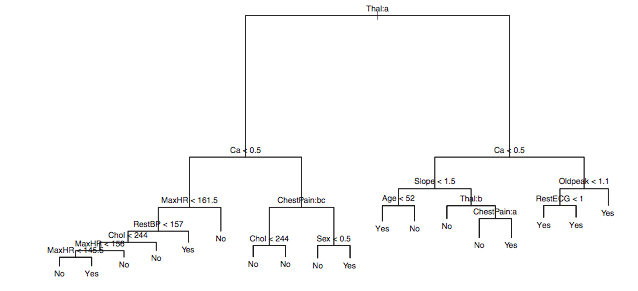 Thal:a
Ca < 0.5
Ca < 0.5
Slope < 1.5
Oldpeak < 1.1
MaxHR < 161.5
ChestPain:bc
Age < 52
Thal:b
RestECG < 1
ChestPain:a
Yes
RestBP < 157
Chol < 244
MaxHR < 156
MaxHR < 145.5
No
Chol < 244
Sex < 0.5
Yes
No
No
Yes
Yes
No
Yes
Yes
No
No
No
No
No
Yes
No
Yes